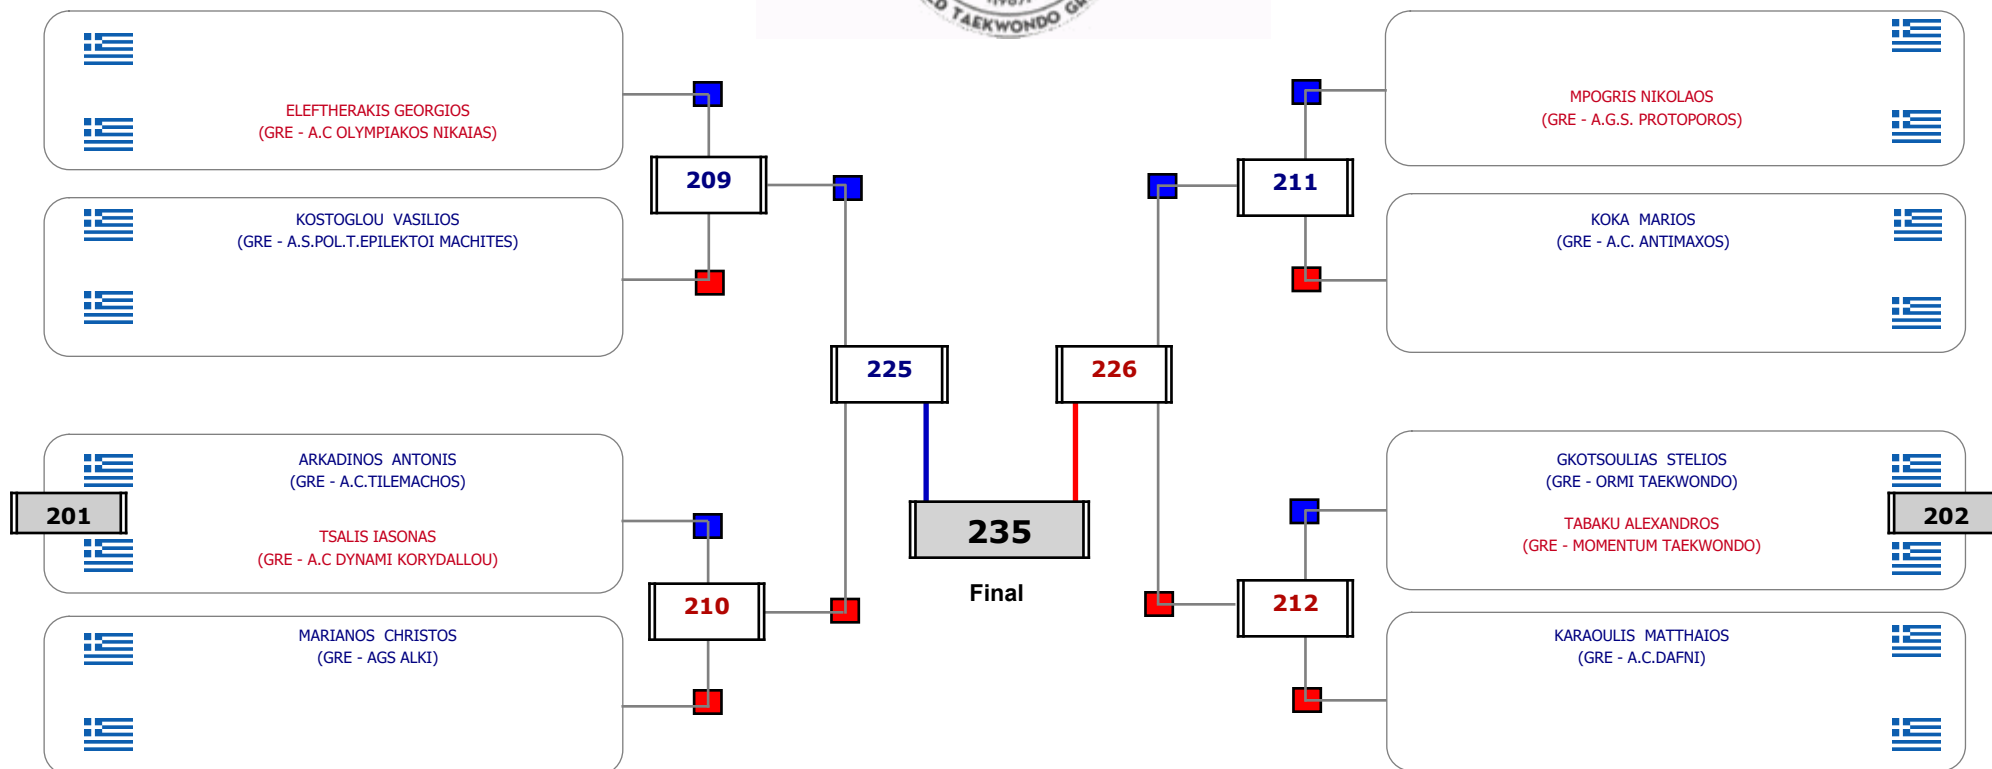 TAEKWONDO
ELEFTHERAKIS GEORGIOS
(GRE - A.C OLYMPIAKOS NIKAIAS)
KOSTOGLOU VASILIOS
(GRE - A.S.POL.T.EPILEKTOI MACHITES)
209
ARKADINOS ANTONIS
(GRE - A.C.TILEMACHOS)
201
TSALIS IASONAS
(GRE - A.C DYNAMI KORYDALLOU)
210
MARIANOS CHRISTOS
(GRE - AGS ALKI)
225
235
Final
226
MPOGRIS NIKOLAOS
(GRE - A.G.S. PROTOPOROS)
211
KOKA MARIOS
(GRE - A.C. ANTIMAXOS)
GKOTSOULIAS STELIOS
(GRE - ORMI TAEKWONDO)
202
TABAKU ALEXANDROS
(GRE - MOMENTUM TAEKWONDO)
212
KARAOULIS MATTHAIOS
(GRE - A.C.DAFNI)